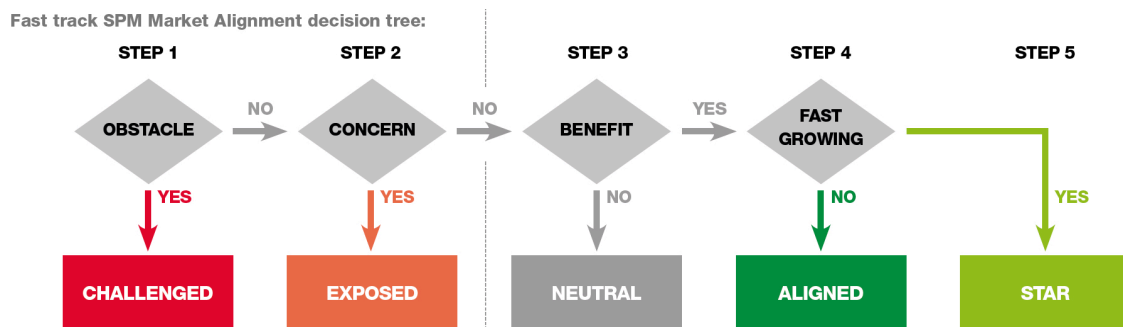 Fast track SPM Market Alignment decision tree:
STEP 1
STEP 2
STEP 3
STEP 4
STEP 5
OBSTACLE
NO
CONCERN
NO
BENEFIT
YES
FAST
GROWING
YES
YES
NO
NO
YES
CHALLENGED
EXPOSED
NEUTRAL
ALIGNED
STAR